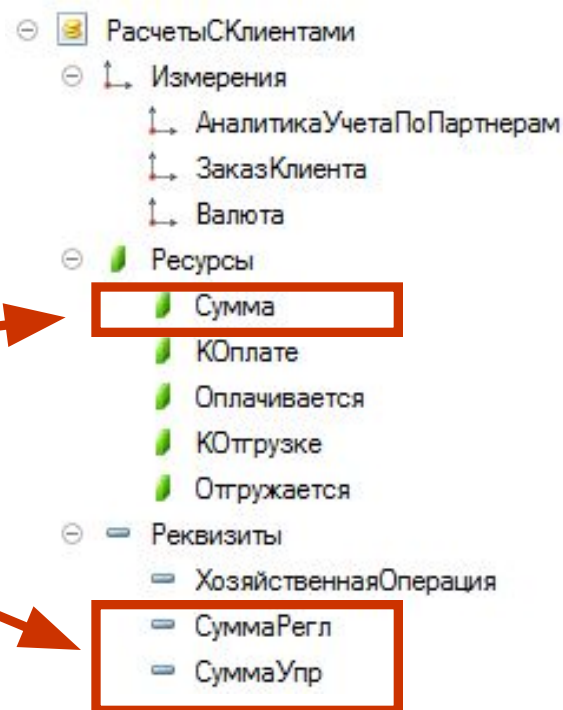 РасчетыСКлиентами
Измерения
АналитикаУчетаПоПартнерам
ЗаказКлиента
Валюта
Ресурсы
Сумма
КОплате
Оплачивается
КОтгрузке
Отгружается
Реквизиты
ХозяйственнаяОперация
СуммаРегл
СуммаУпр